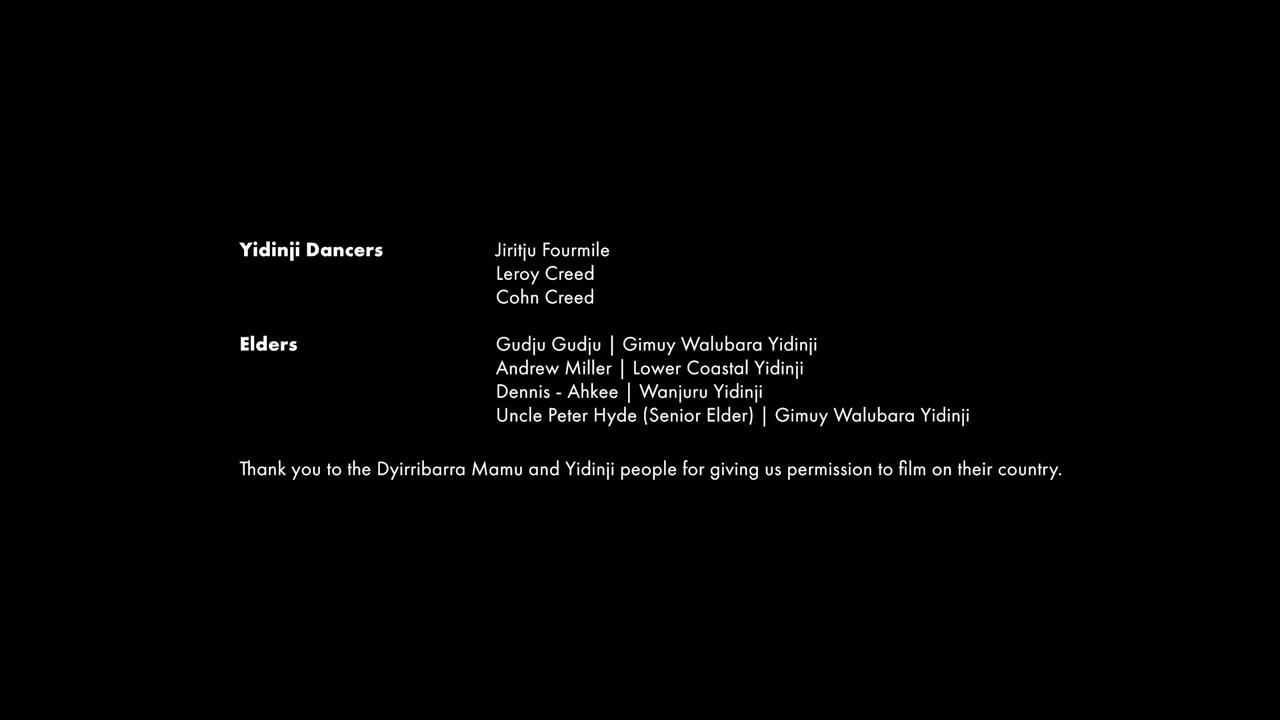 Yidinji Dancers Jiritju Fourmile
Leroy Creed
Cohn Creed
Elders Gudju Gudju | Gimuy Walubara Yidinji
Andrew Miller | Lower Coastal Yidinji
Dennis - Ahkee | Wanjuru Yidinji
Uncle Peter Hyde (Senior Elder) | Gimuy Walubara Yidinji
Thank you to the Dyirribarra Mamu and Yidinji people for giving us permission to film on their country.